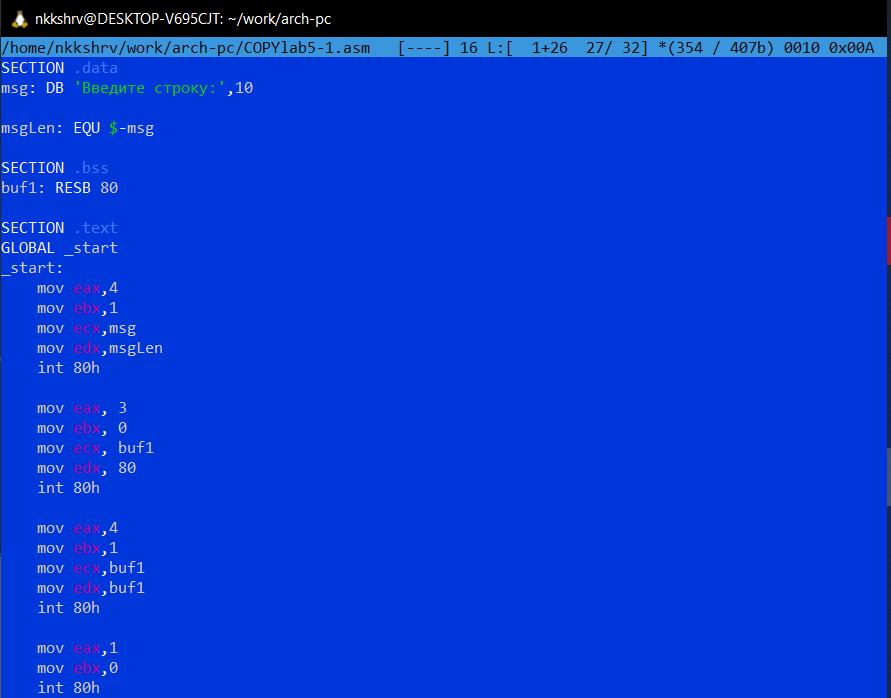 nkkshrv@DESKTOP-V695CJT: ~/work/arch-pc
/home/nkkshrv/work/arch-pc/COPYlab5-1.asm   [----] 16 L:[  1+26  27/ 32] *(354 / 407b) 0010 0x00A
SECTION .data
msg: DB 'Введите строку:',10
msgLen: EQU $-msg
SECTION .bss
buf1: RESB 80
SECTION .text
GLOBAL _start
_start:
    mov eax,4
    mov ebx,1
    mov ecx,msg
    mov edx,msgLen
    int 80h
    mov eax, 3
    mov ebx, 0
    mov ecx, buf1
    mov edx, 80
    int 80h
    mov eax,4
    mov ebx,1
    mov ecx,buf1
    mov edx,buf1
    int 80h
    mov eax,1
    mov ebx,0
    int 80h